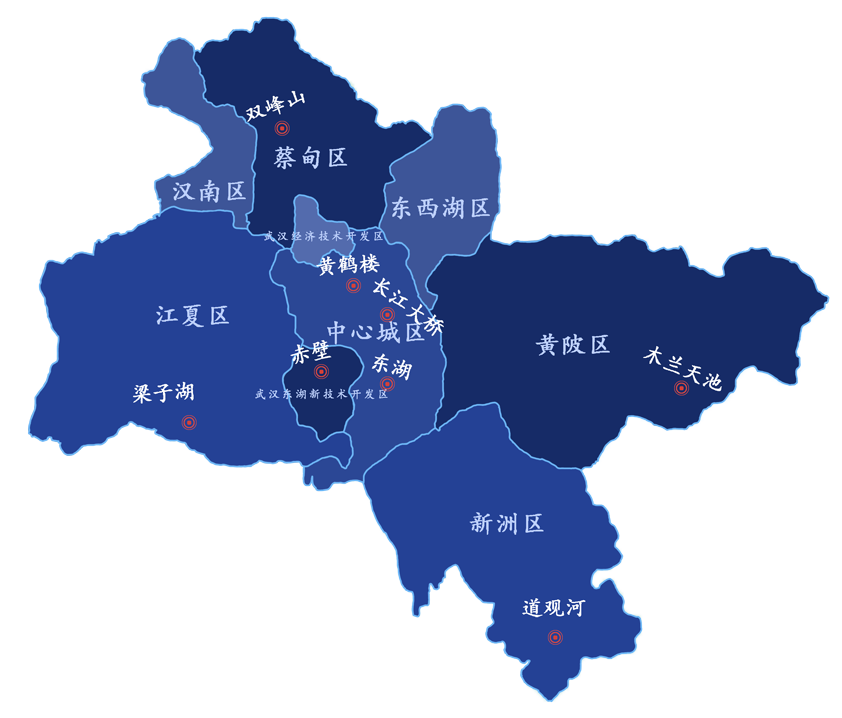 双峰山
蔡甸区
汉南区
东西湖区
武汉经济技术开发区
黄鹤楼
长江大桥
江夏区
中心城区
黄陂区
赤壁
东湖
木兰天池
梁子湖
武汉东湖新技术开发区
新洲区
道观河